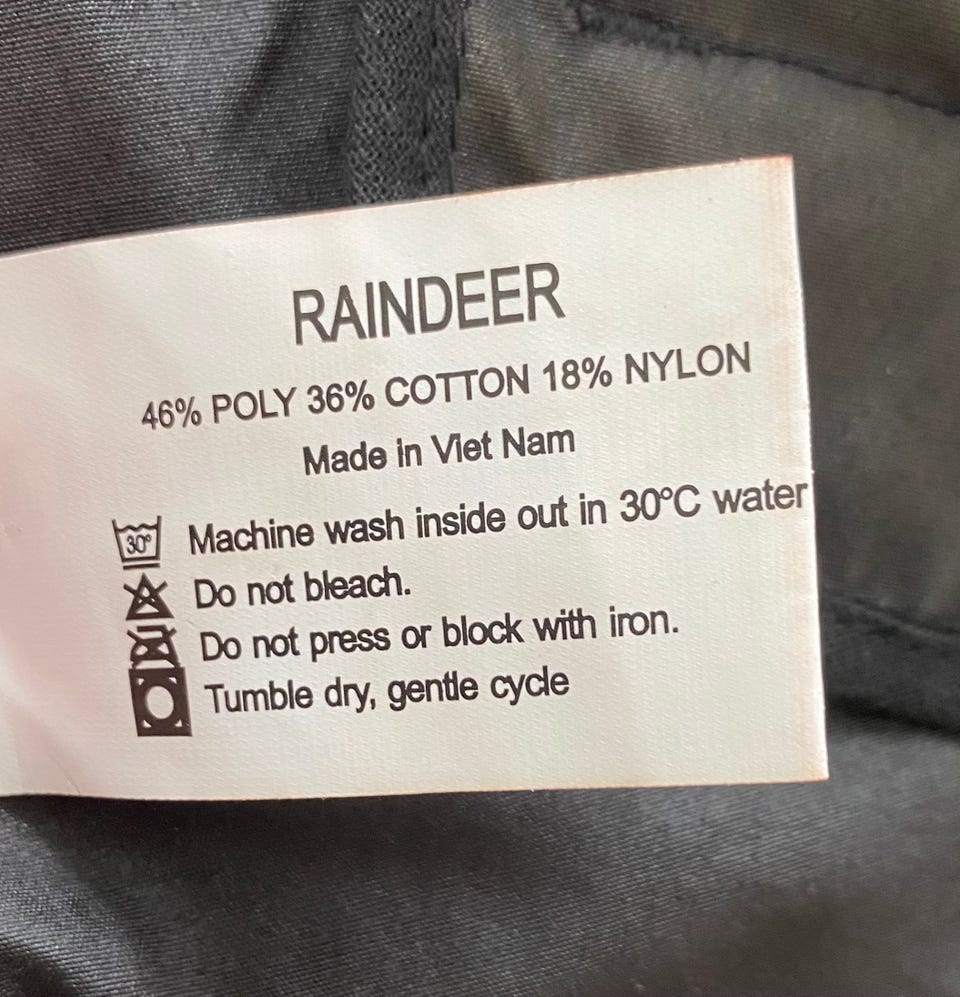 RAINDEER
46% POLY 36% COTTON 18% NYLON
Made in Viet Nam
30° Machine wash inside out in 30°C water
Do not bleach.
Do not press or block with iron.
Tumble dry, gentle cycle